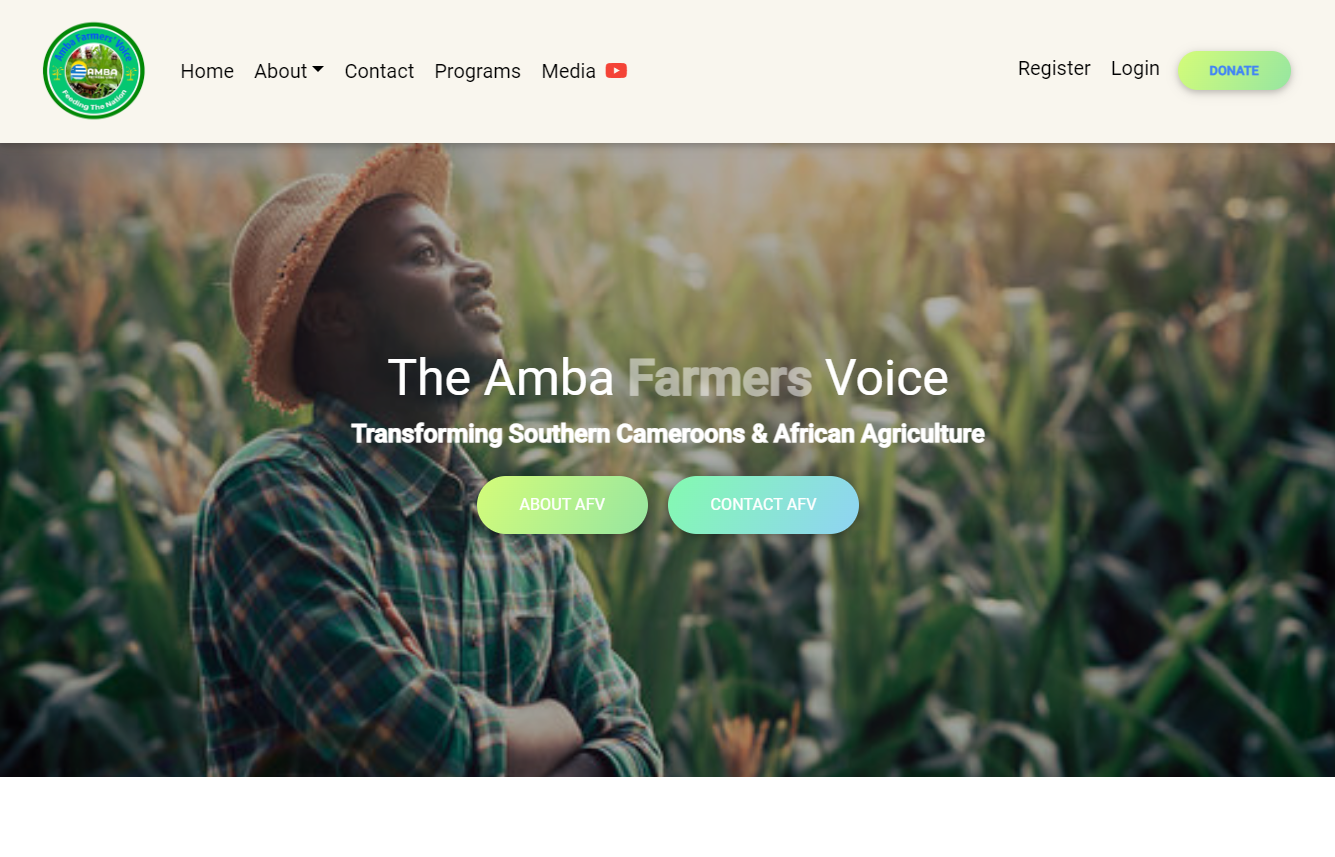 Amba Farmers' Voice
AMBA
Feeding The Nation
Home About Contact Programs Media
Register Login DONATE
The Amba Farmers Voice
Transforming Southern Cameroons & African Agriculture
ABOUT AFV CONTACT AFV